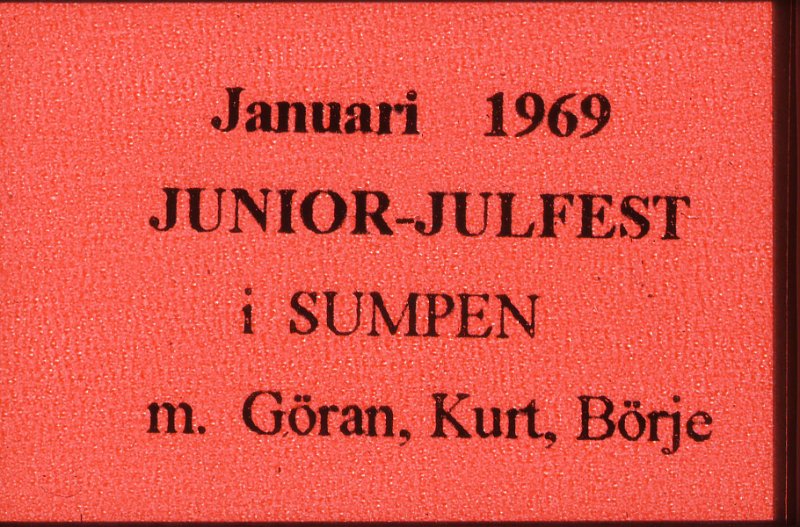 Januari 1969
JUNIOR-JULFEST
i SUMPEN
m. Göran, Kurt, Börje